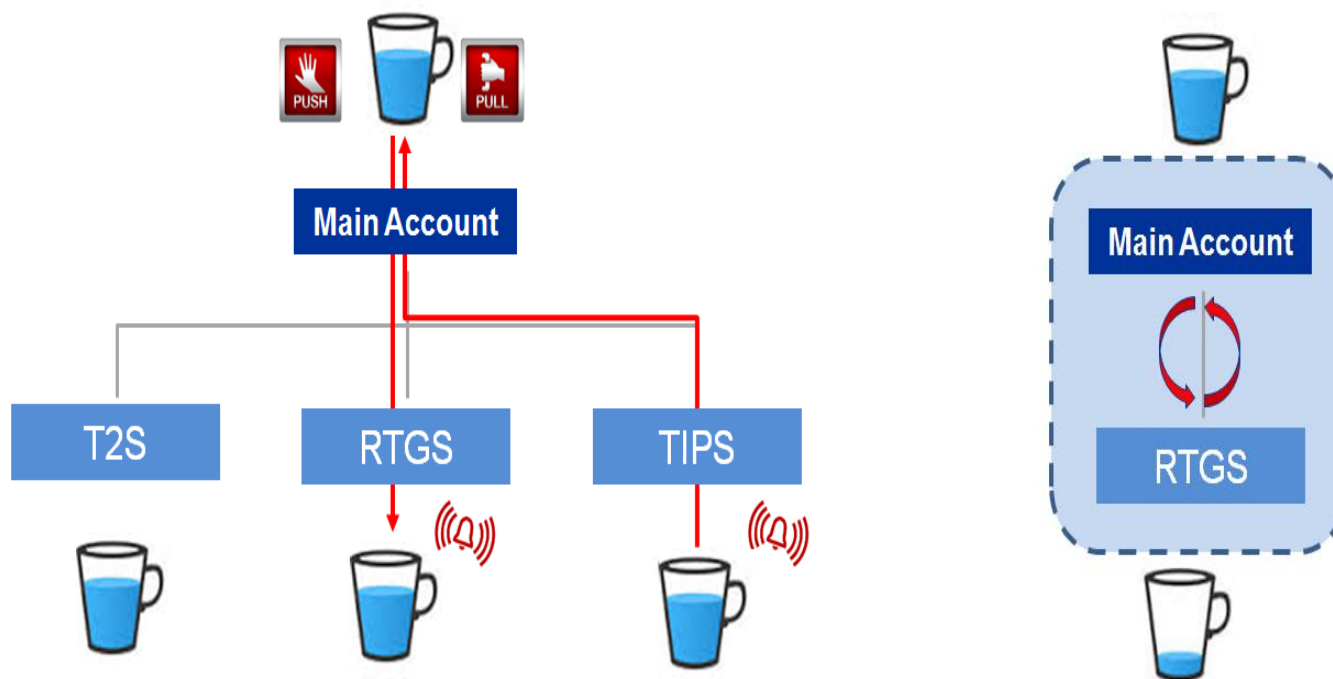 PUSH
PULL
Main Account
T2S
RTGS
TIPS
Main Account
RTGS